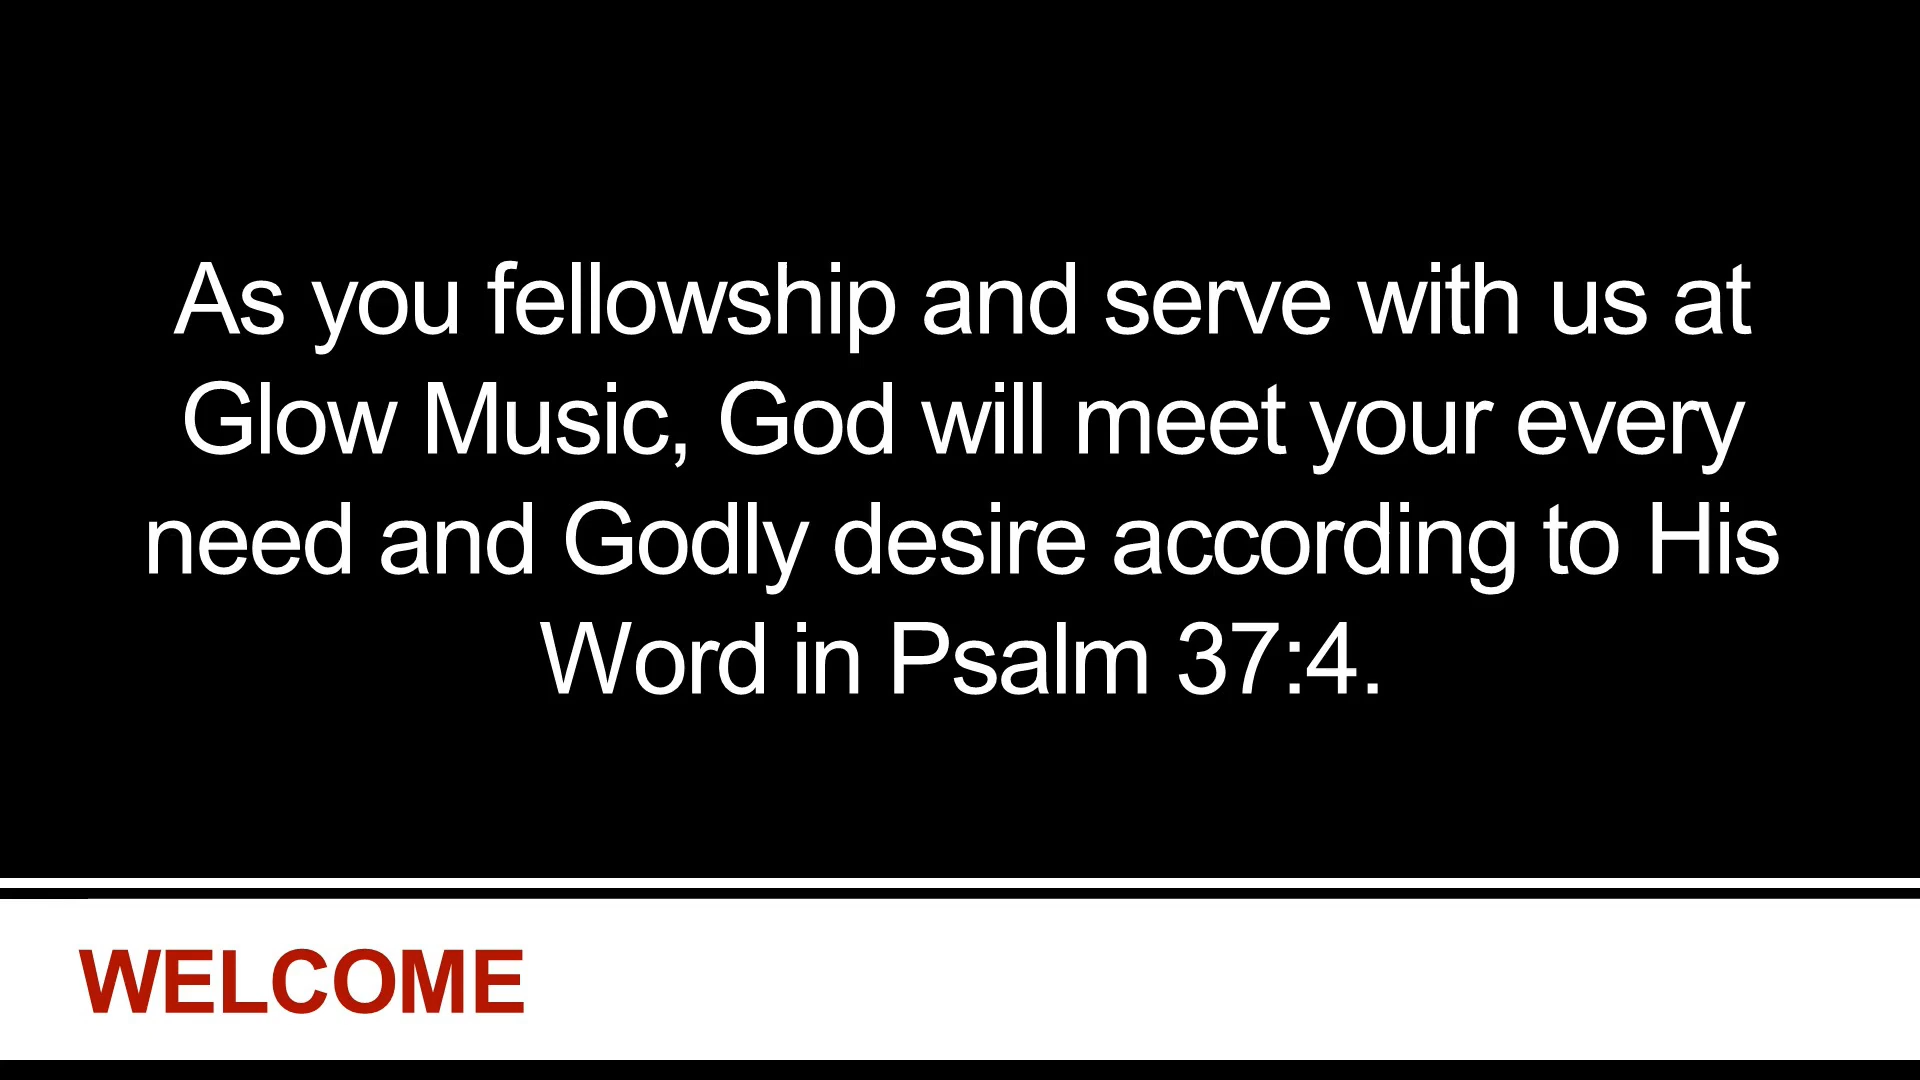 As you fellowship and serve with us at
Glow Music, God will meet your every
need and Godly desire according to His
Word in Psalm 37:4.
WELCOME